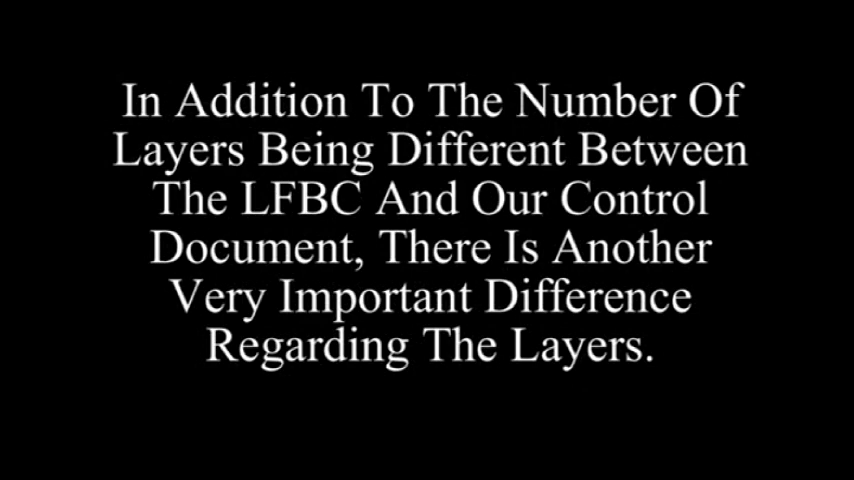 In Addition To The Number Of
Layers Being Different Between
The LFBC And Our Control
Document, There Is Another
Very Important Difference
Regarding The Layers.